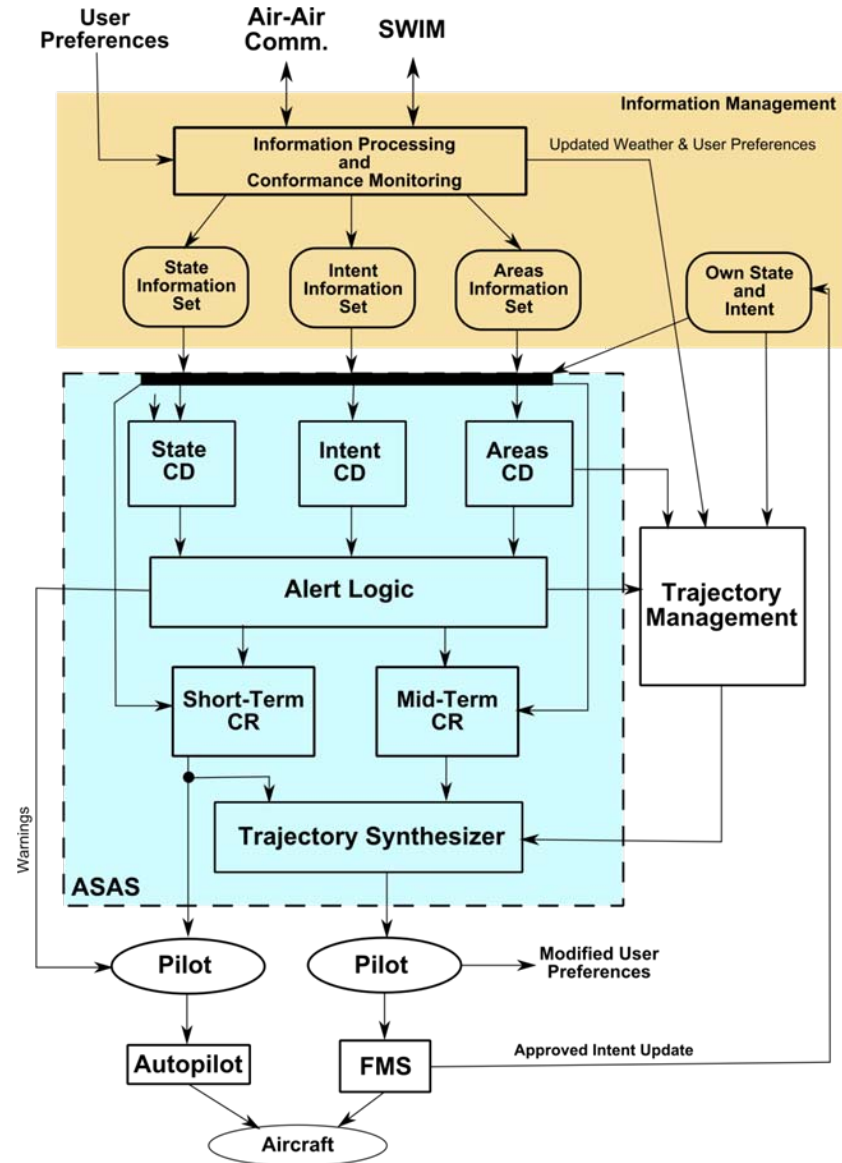 User
Preferences
Air-Air
Comm.
SWIM
Information Management
Information Processing
and
Conformance Monitoring
Updated Weather & User Preferences
State
Information
Set
Intent
Information
Set
Areas
Information
Set
Own State
and
Intent
State
CD
Intent
CD
Areas
CD
Alert Logic
Trajectory
Management
Short-Term
CR
Mid-Term
CR
Trajectory Synthesizer
Warnings
ASAS
Pilot
Pilot
Modified User
Preferences
Autopilot
FMS
Approved Intent Update
Aircraft